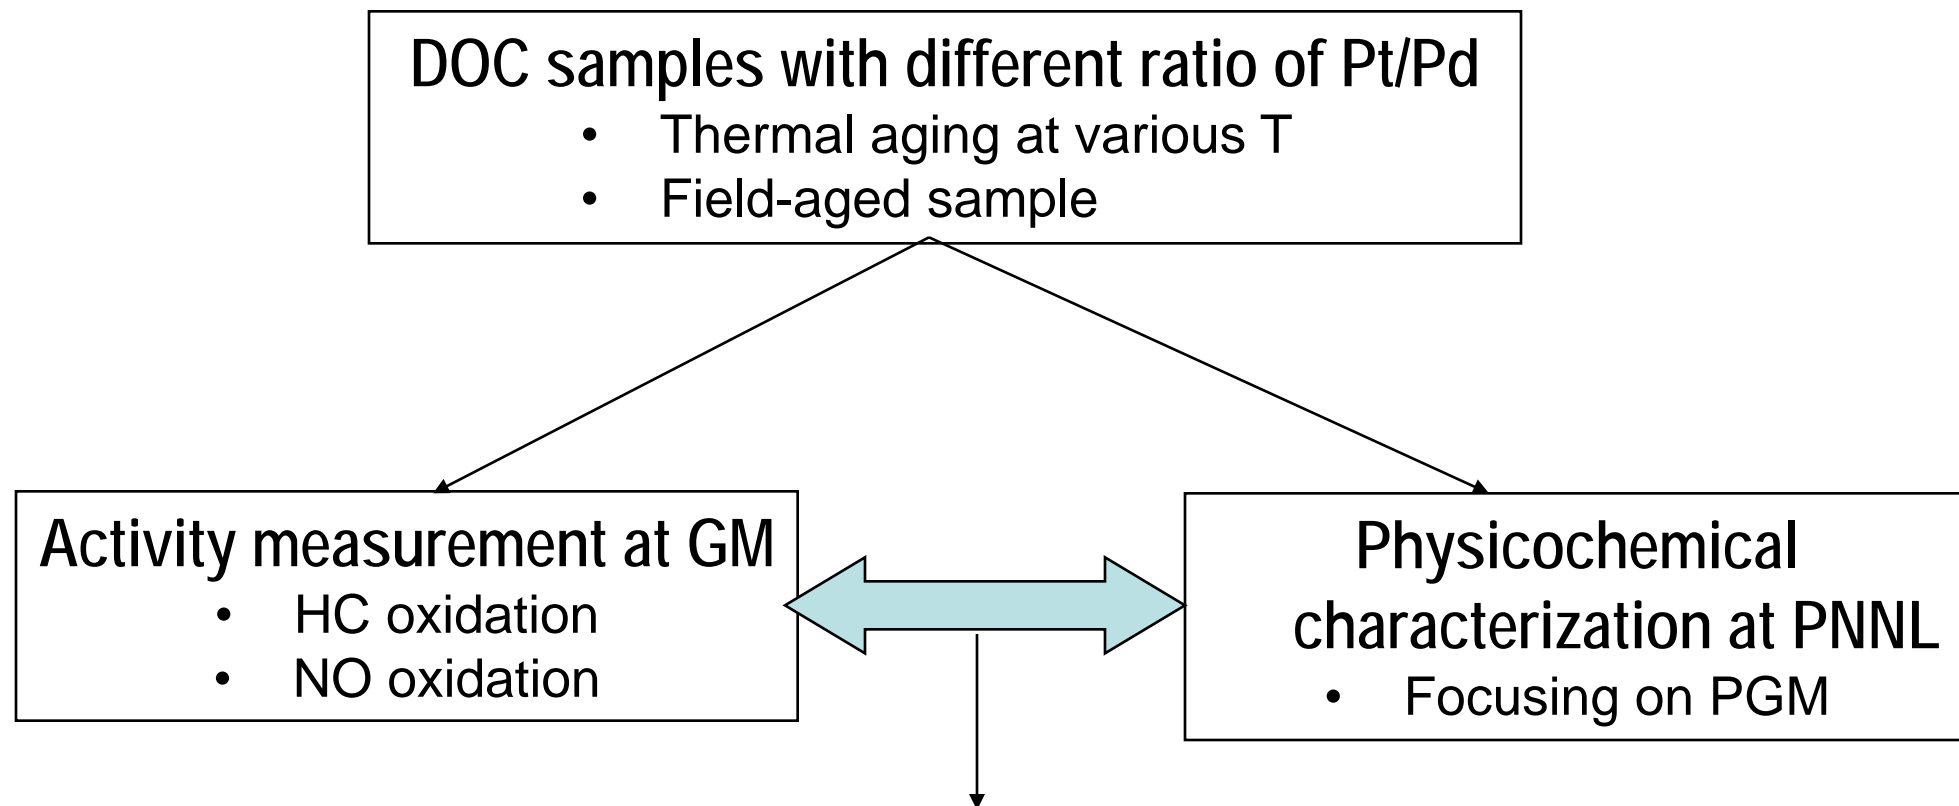 DOC samples with different ratio of Pt/Pd
• Thermal aging at various T
• Field-aged sample
Activity measurement at GM
• HC oxidation
• NO oxidation
Physicochemical
characterization at PNNL
• Focusing on PGM